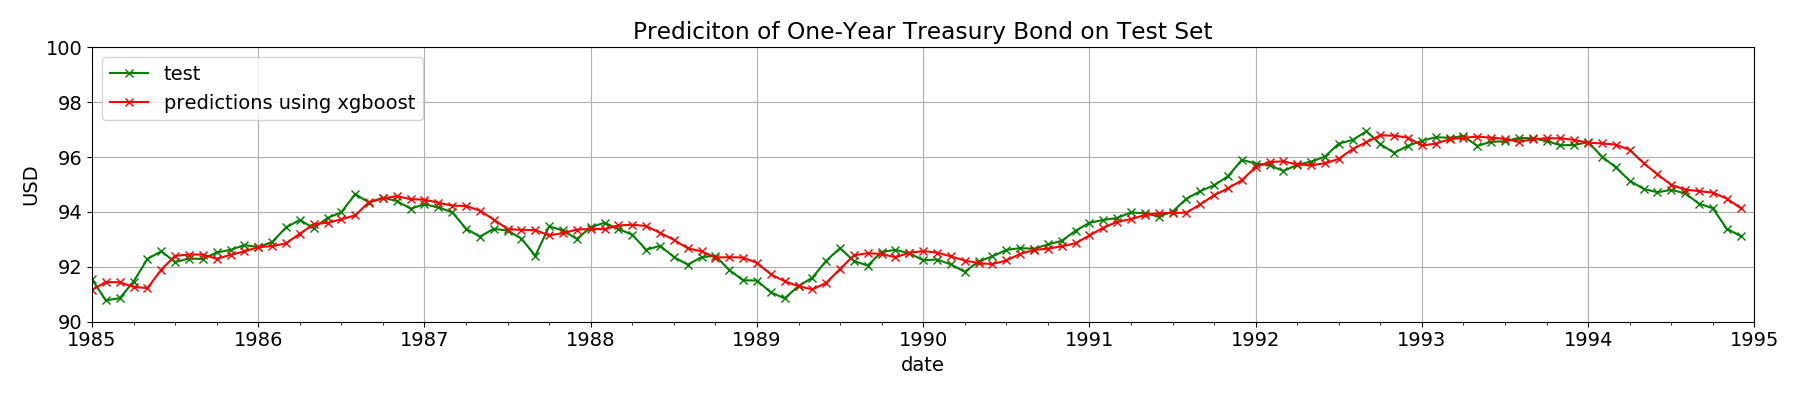 Prediciton of One-Year Treasury Bond on Test Set
100
98
96
94
92
90
USD
test
predictions using xgboost
1985 1986 1987 1988 1989 1990 1991 1992 1993 1994 1995
date